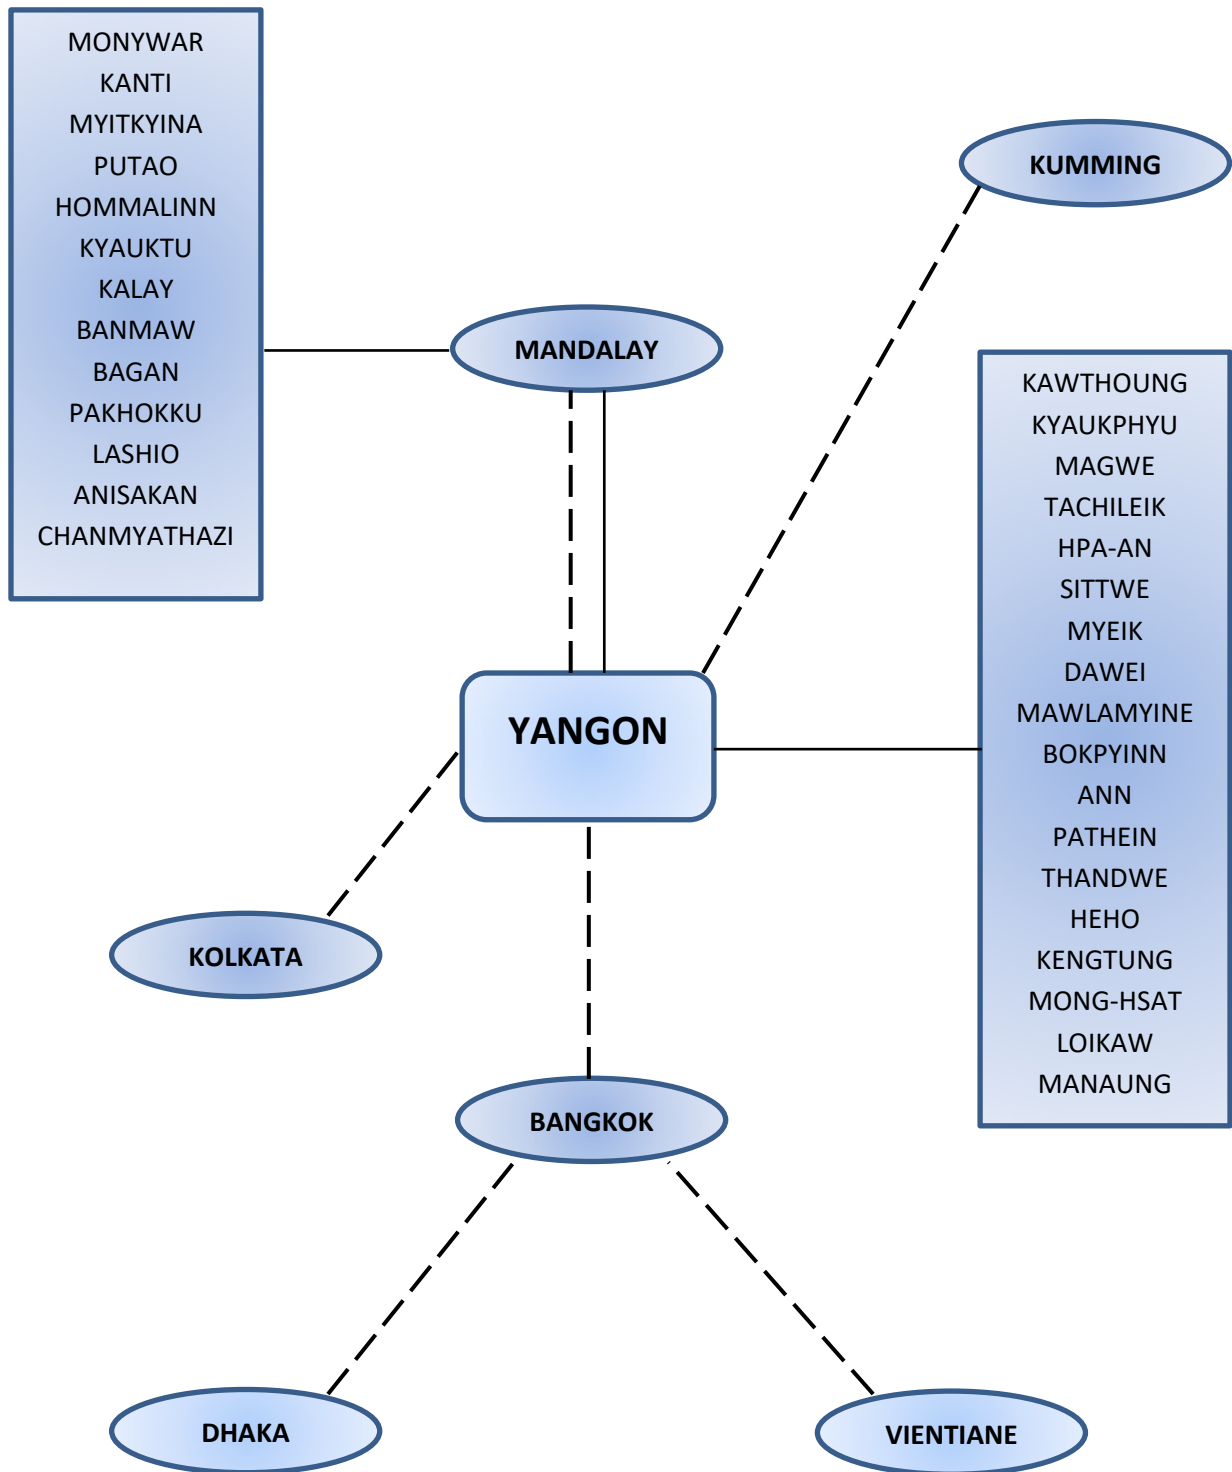 MONYWAR
KANTI
MYITKYINA
PUTAO
HOMMALINN
KYAUKTU
KALAY
BANMAW
BAGAN
PAKHOKKU
LASHIO
ANISAKAN
CHANMYATHAZI
KUMMING
MANDALAY
KAWTHOUNG
KYAUKPHYU
MAGWE
TACHILEIK
HPA-AN
SITTWE
MYEIK
DAWEI
MAWLAMYINE
BOKPYINN
ANN
PATHEIN
THANDWE
HEHO
KENGTUNG
MONG-HSAT
LOIKAW
MANAUNG
YANGON
KOLKATA
BANGKOK
DHAKA
VIENTIANE